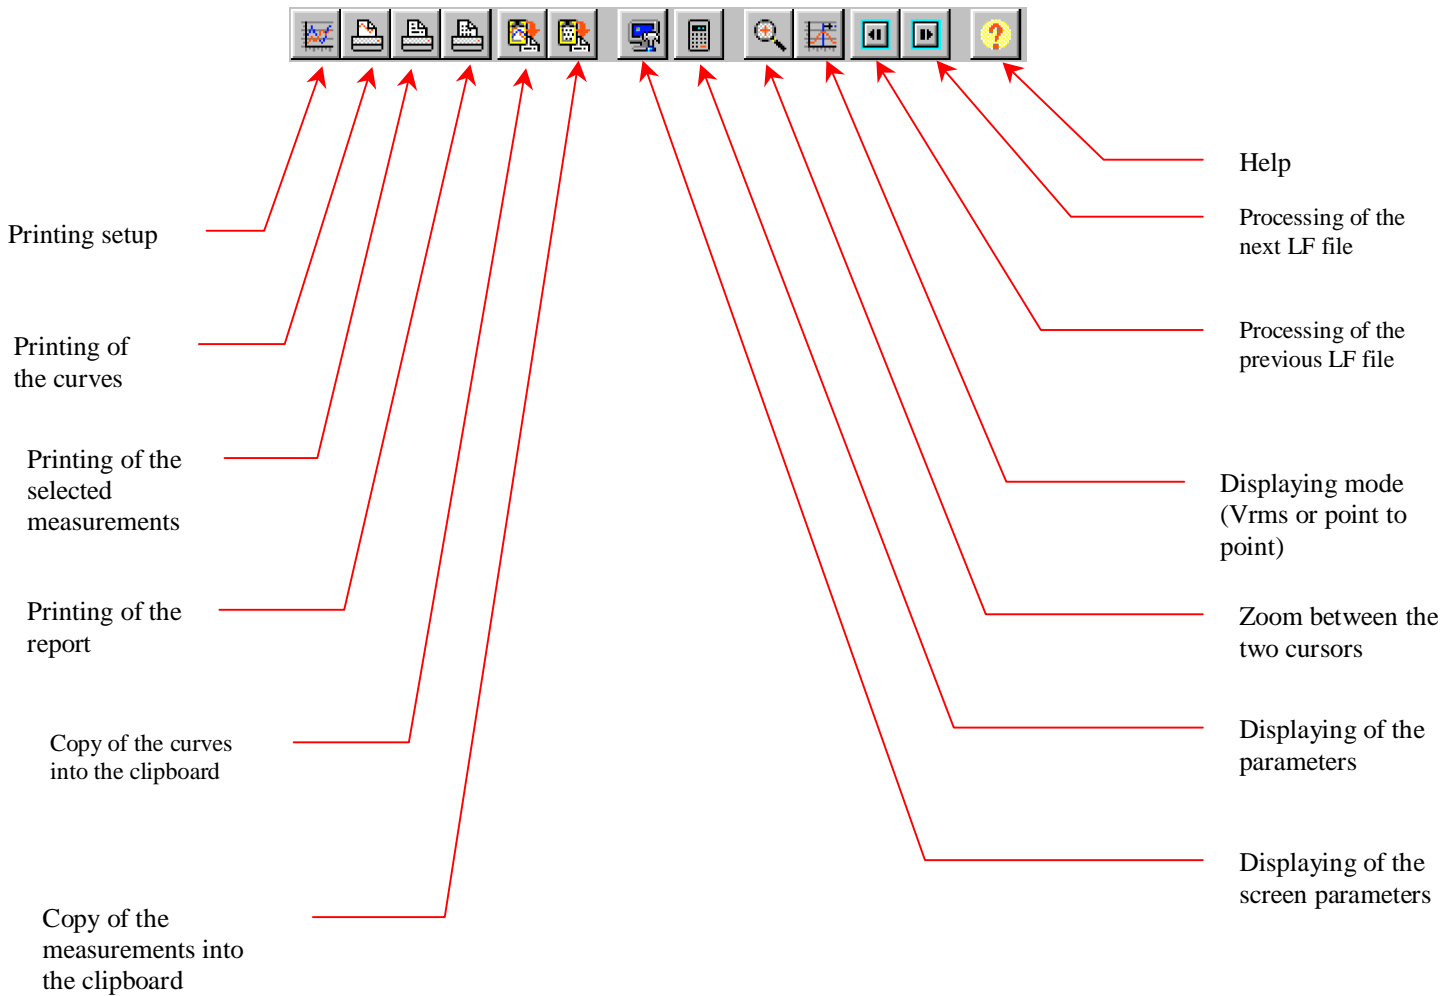 Printing setup
Printing of
the curves
Printing of the
selected
measurements
Printing of the
report
Copy of the curves
into the clipboard
Copy of the
measurements into
the clipboard
Help
Processing of the
next LF file
Processing of the
previous LF file
Displaying mode
(Vrms or point to
point)
Zoom between the
two cursors
Displaying of the
parameters
Displaying of the
screen parameters